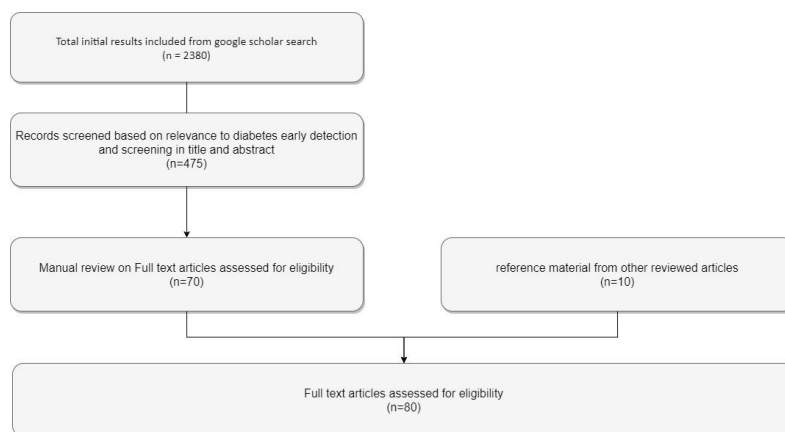 Total initial results included from google scholar search
(n = 2380)
Records screened based on relevance to diabetes early detection
and screening in title and abstract
(n=475)
Manual review on Full text articles assessed for eligibility
(n=70)
reference material from other reviewed articles
(n=10)
Full text articles assessed for eligibility
(n=80)